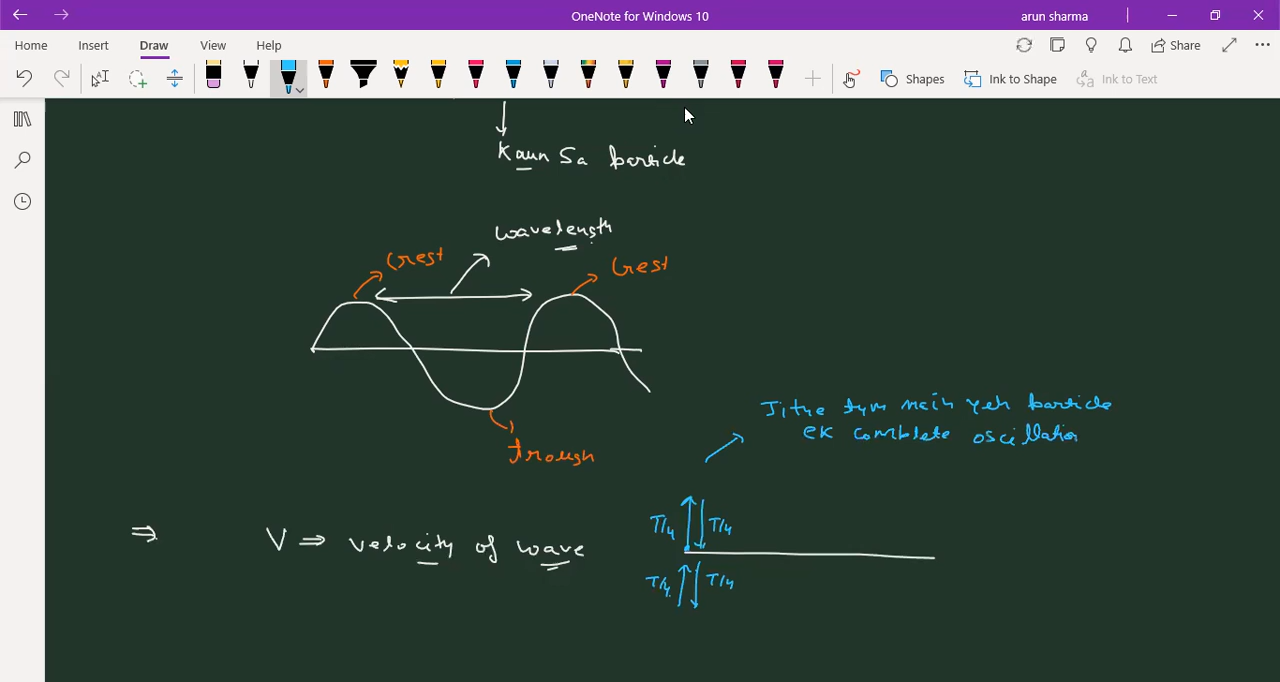 OneNote for Windows 10
arun sharma
Home Insert Draw View Help
Share
Shapes
Ink to Shape
Ink to Text
Kaun Sa particle
wavelength
Crest
Crest
trough
Jitne tym mein yeh particle
ek complete oscillation
T/4 T/4
⇒ V ⇒ velocity of wave
T/4 T/4